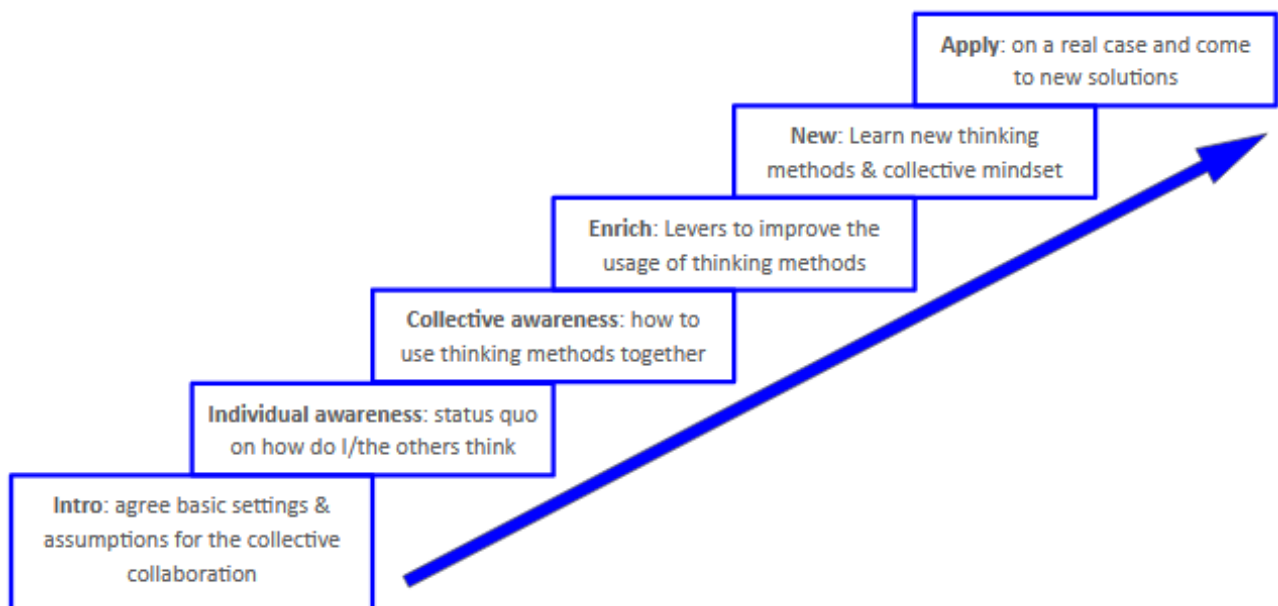 Apply: on a real case and come
to new solutions
New: Learn new thinking
methods & collective mindset
Enrich: Levers to improve the
usage of thinking methods
Collective awareness: how to
use thinking methods together
Individual awareness: status quo
on how do I/the others think
Intro: agree basic settings &
assumptions for the collective
collaboration